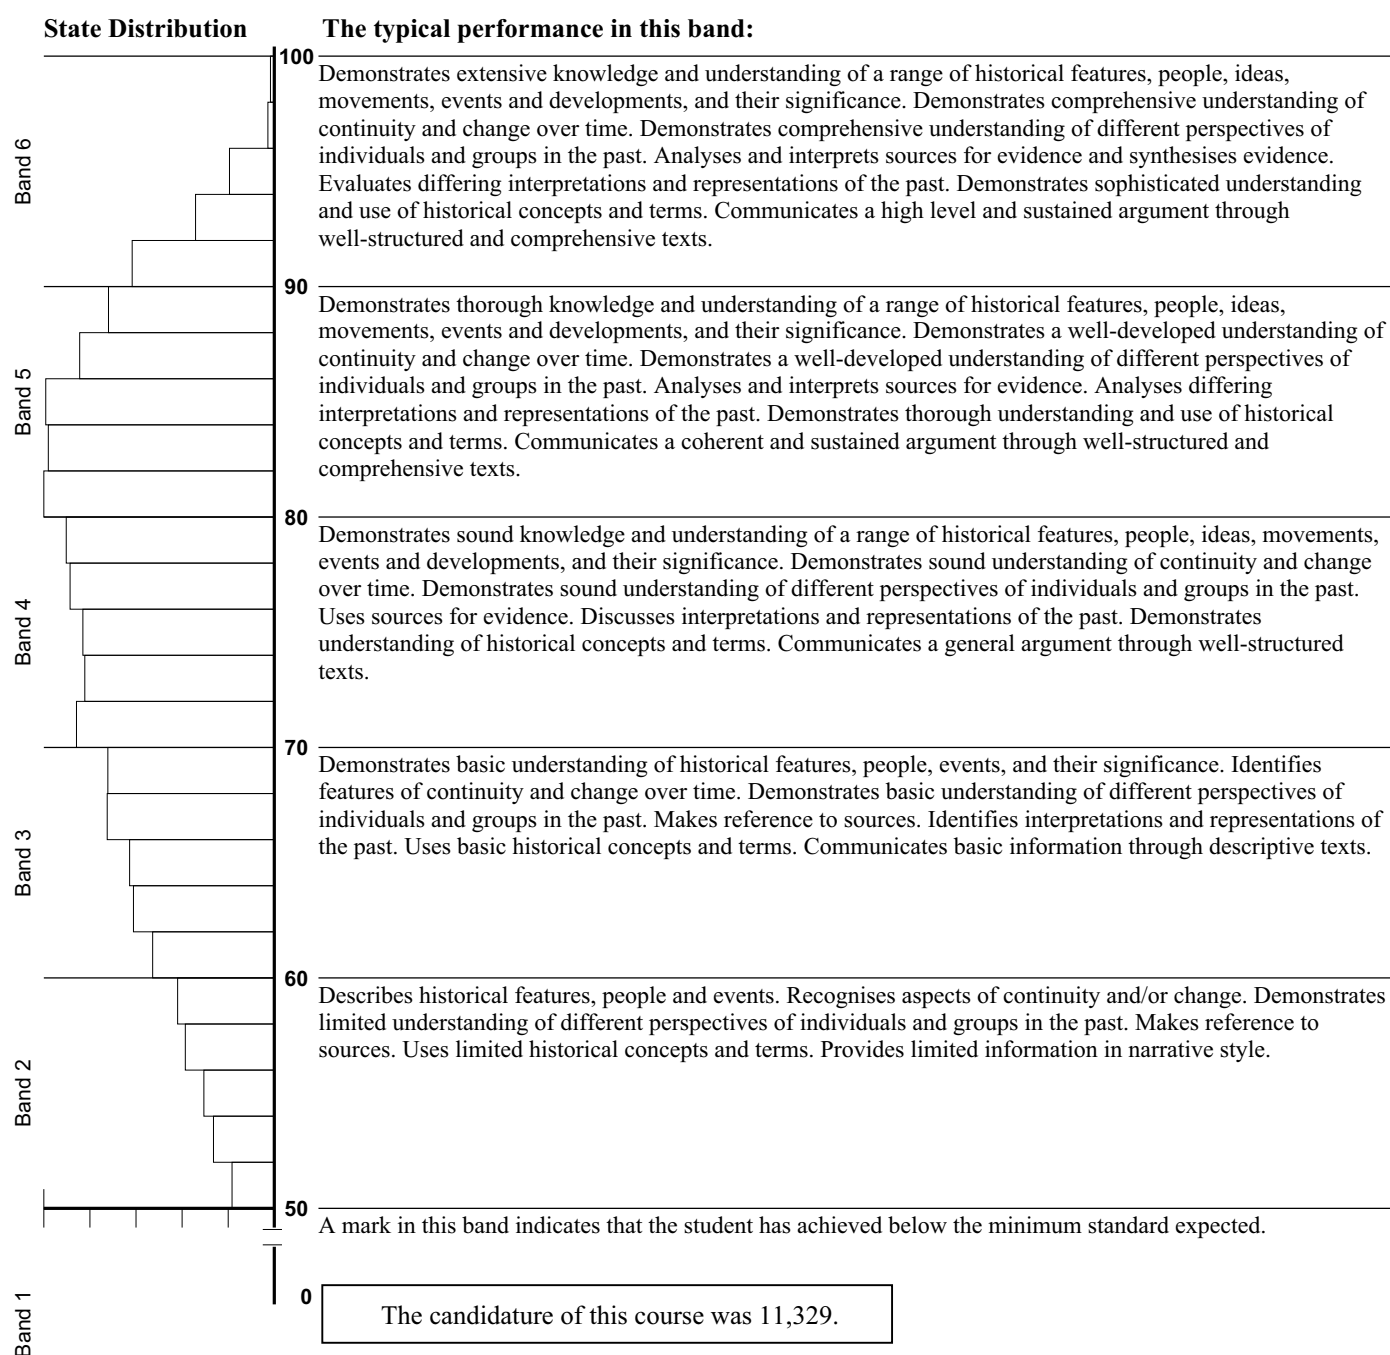 State Distribution
The typical performance in this band:
100
Band 6
Demonstrates extensive knowledge and understanding of a range of historical features, people, ideas,
movements, events and developments, and their significance. Demonstrates comprehensive understanding of
continuity and change over time. Demonstrates comprehensive understanding of different perspectives of
individuals and groups in the past. Analyses and interprets sources for evidence and synthesises evidence.
Evaluates differing interpretations and representations of the past. Demonstrates sophisticated understanding
and use of historical concepts and terms. Communicates a high level and sustained argument through
well-structured and comprehensive texts.
90
Band 5
Demonstrates thorough knowledge and understanding of a range of historical features, people, ideas,
movements, events and developments, and their significance. Demonstrates a well-developed understanding of
continuity and change over time. Demonstrates a well-developed understanding of different perspectives of
individuals and groups in the past. Analyses and interprets sources for evidence. Analyses differing
interpretations and representations of the past. Demonstrates thorough understanding and use of historical
concepts and terms. Communicates a coherent and sustained argument through well-structured and
comprehensive texts.
80
Band 4
Demonstrates sound knowledge and understanding of a range of historical features, people, ideas, movements,
events and developments, and their significance. Demonstrates sound understanding of continuity and change
over time. Demonstrates sound understanding of different perspectives of individuals and groups in the past.
Uses sources for evidence. Discusses interpretations and representations of the past. Demonstrates
understanding of historical concepts and terms. Communicates a general argument through well-structured
texts.
70
Band 3
Demonstrates basic understanding of historical features, people, events, and their significance. Identifies
features of continuity and change over time. Demonstrates basic understanding of different perspectives of
individuals and groups in the past. Makes reference to sources. Identifies interpretations and representations of
the past. Uses basic historical concepts and terms. Communicates basic information through descriptive texts.
60
Band 2
Describes historical features, people and events. Recognises aspects of continuity and/or change. Demonstrates
limited understanding of different perspectives of individuals and groups in the past. Makes reference to
sources. Uses limited historical concepts and terms. Provides limited information in narrative style.
50
A mark in this band indicates that the student has achieved below the minimum standard expected.
Band 1
0
The candidature of this course was 11,329.